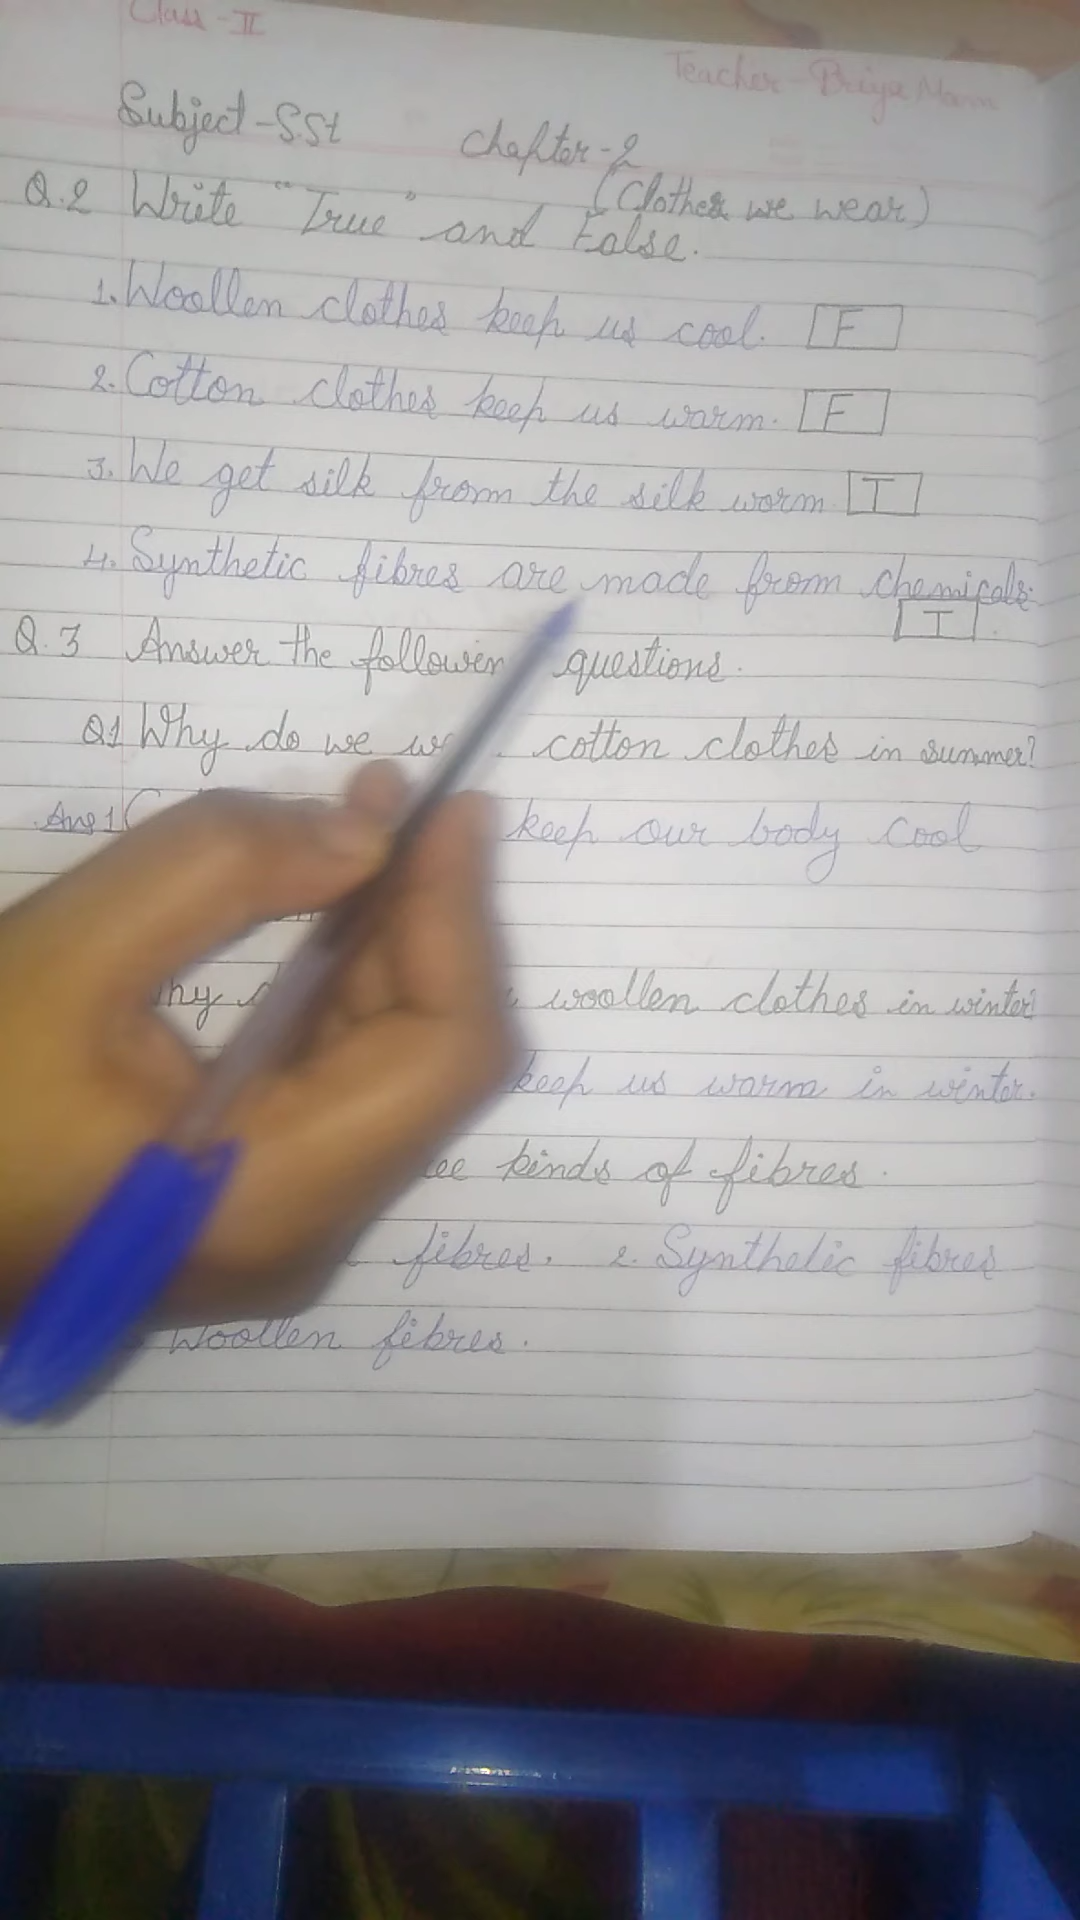 Class - II
Teacher - Priya Mam
Subject - S.St Chapter - 2
(Clothes we wear)
Q.2 Write "True" and False.
1. Woollen clothes keep us cool. F
2. Cotton clothes keep us warm. F
3. We get silk from the silk worm T
4. Synthetic fibres are made from chemicals.
T
Q.3 Answer the followin questions.
Q1 Why do we cotton clothes in summer?
Ans 1 keep our body cool
woollen clothes in winter
keep us warm in winter.
kinds of fibres.
fibres. 2. Synthetic fibres
Woollen fibres.